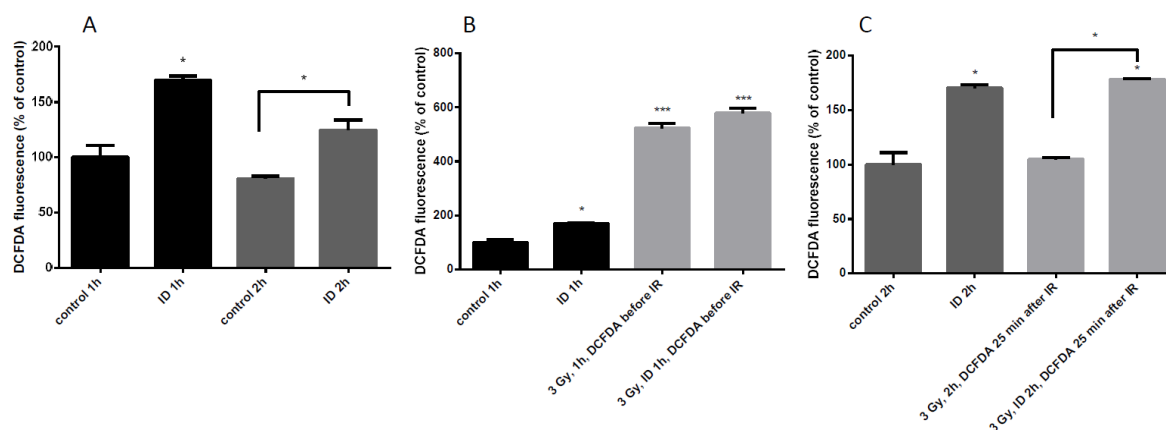 A
DCFDA fluorescence (% of control)
200
150
100
50
0
*
*
control 1h
ID 1h
control 2h
ID 2h
B
DCFDA fluorescence (% of control)
800
600
400
200
0
*
***
***
control 1h
ID 1h
3 Gy, 1h, DCFDA before IR
3 Gy, ID 1h, DCFDA before IR
C
DCFDA fluorescence (% of control)
200
150
100
50
0
*
*
*
control 2h
ID 2h
3 Gy, 2h, DCFDA 25 min after IR
3 Gy, ID 2h, DCFDA 25 min after IR